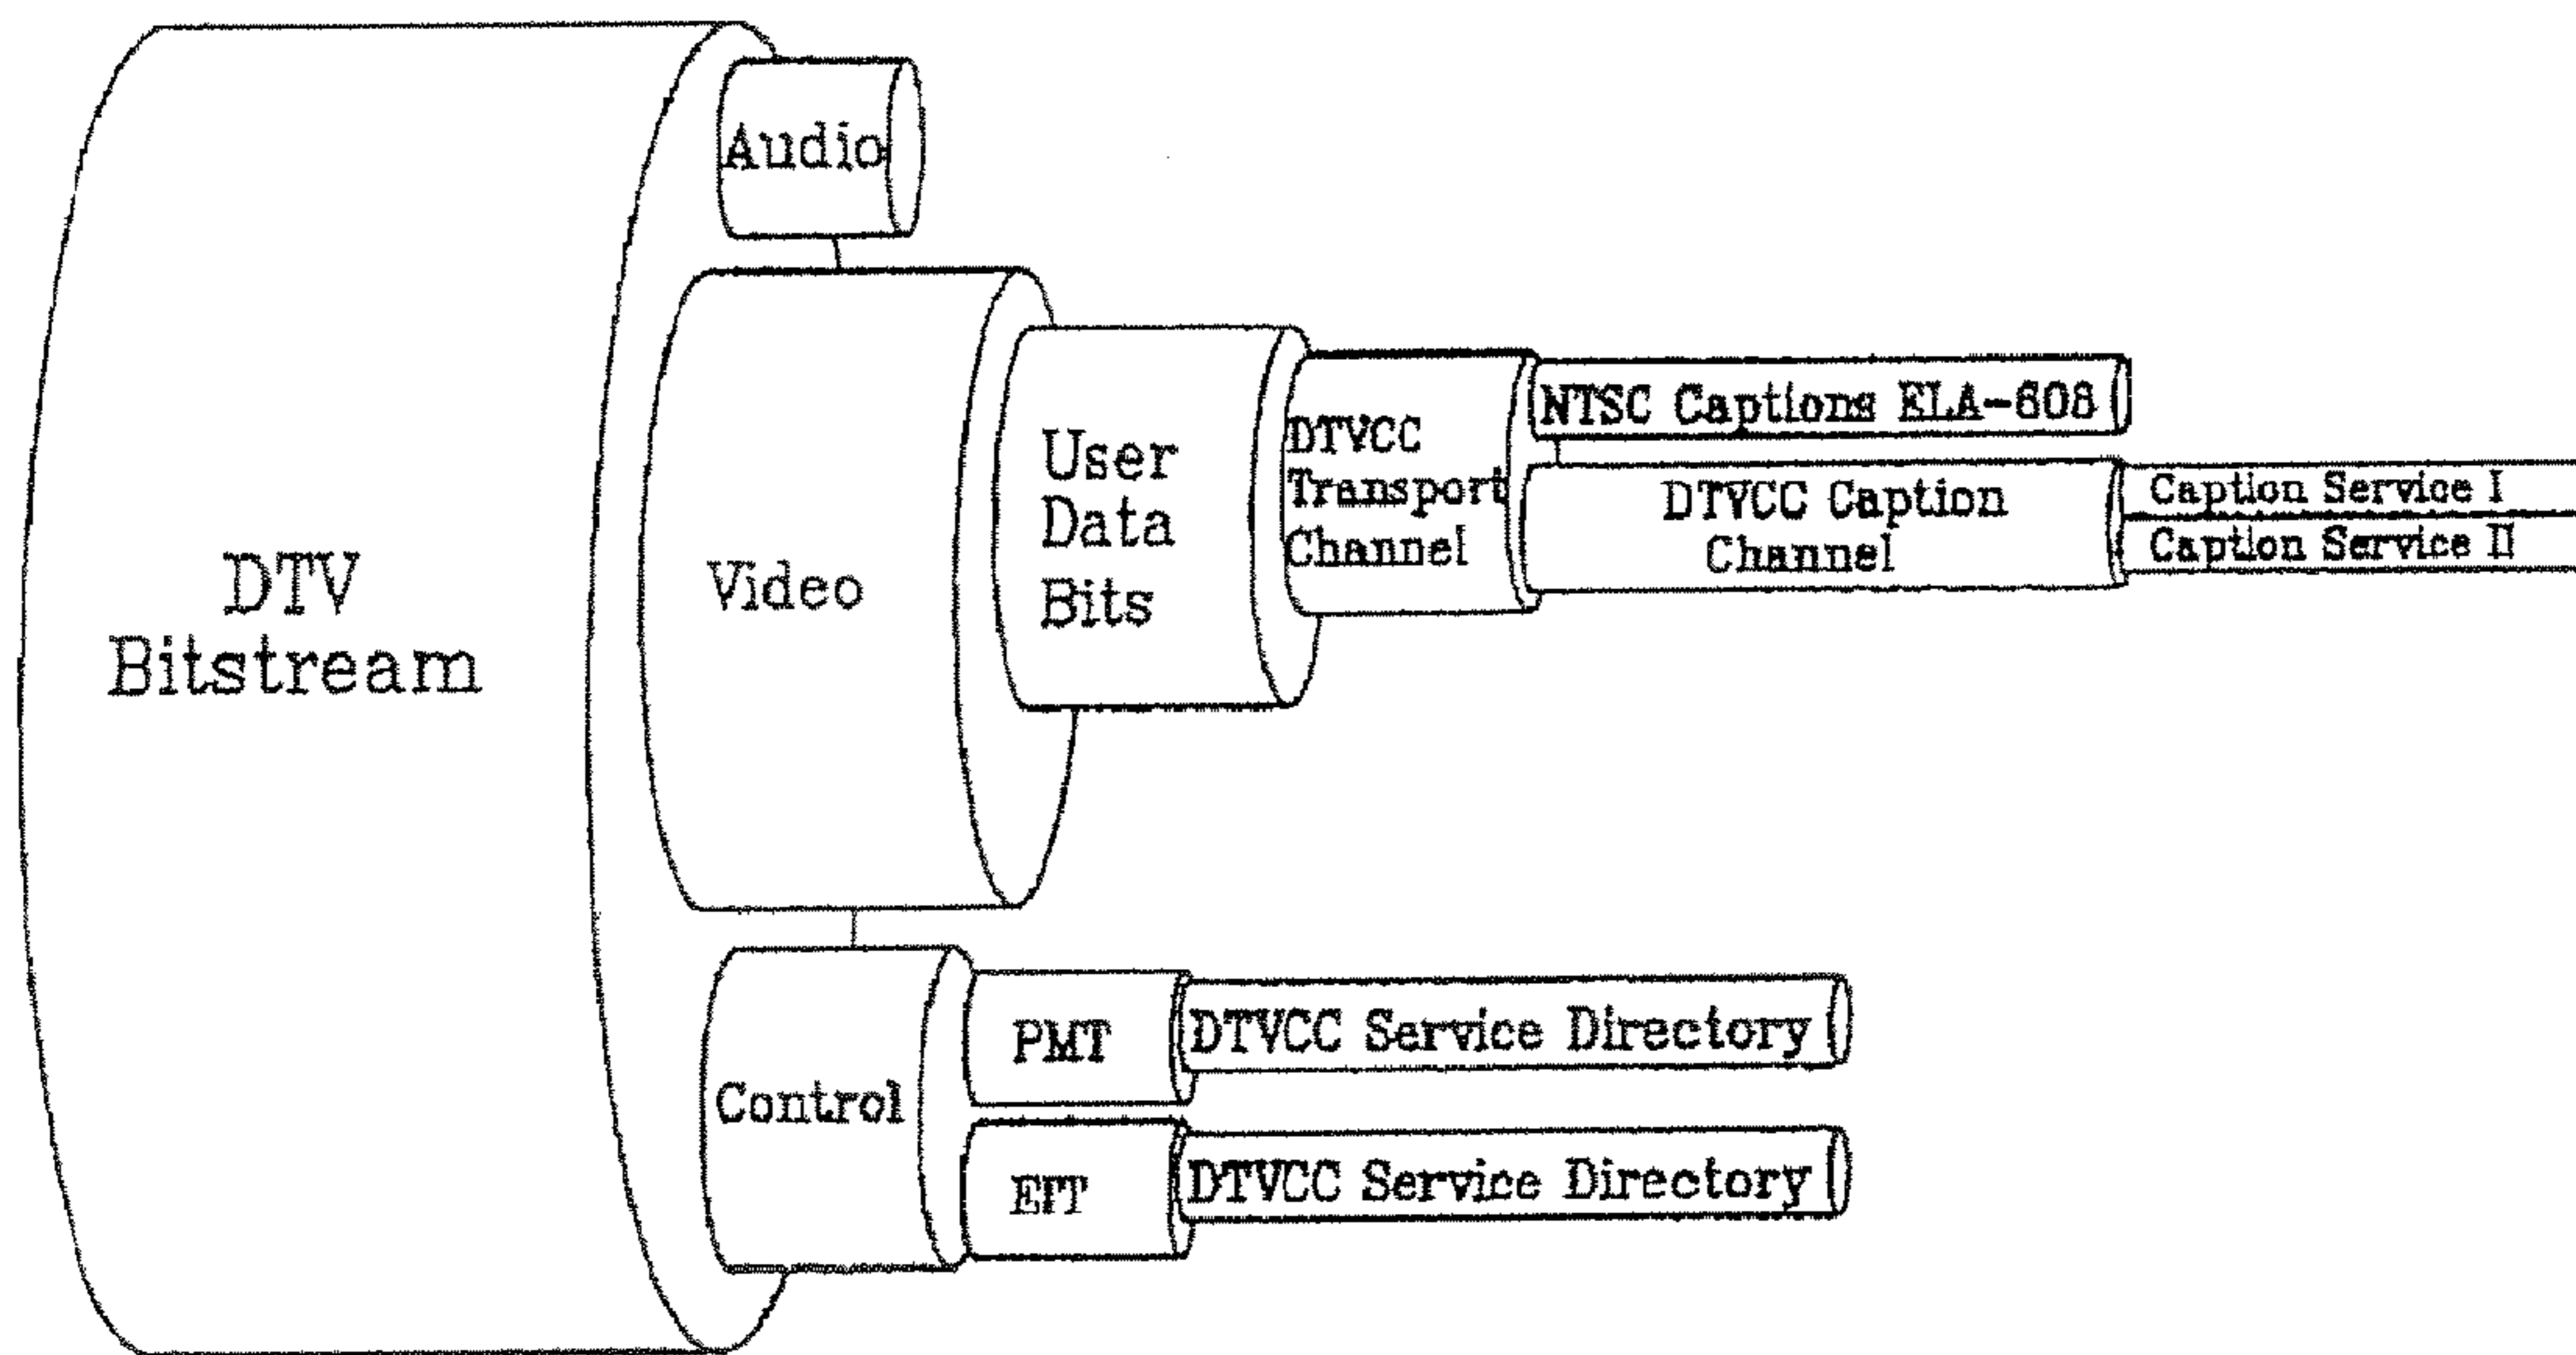 Audio
DTV
Bitstream
Video
User
Data
Bits
DTVCC
Transport
Channel
NTSC Captions ELA-608
DTVCC Caption
Channel
Caption Service I
Caption Service II
Control
PMT
DTVCC Service Directory
EIT
DTVCC Service Directory